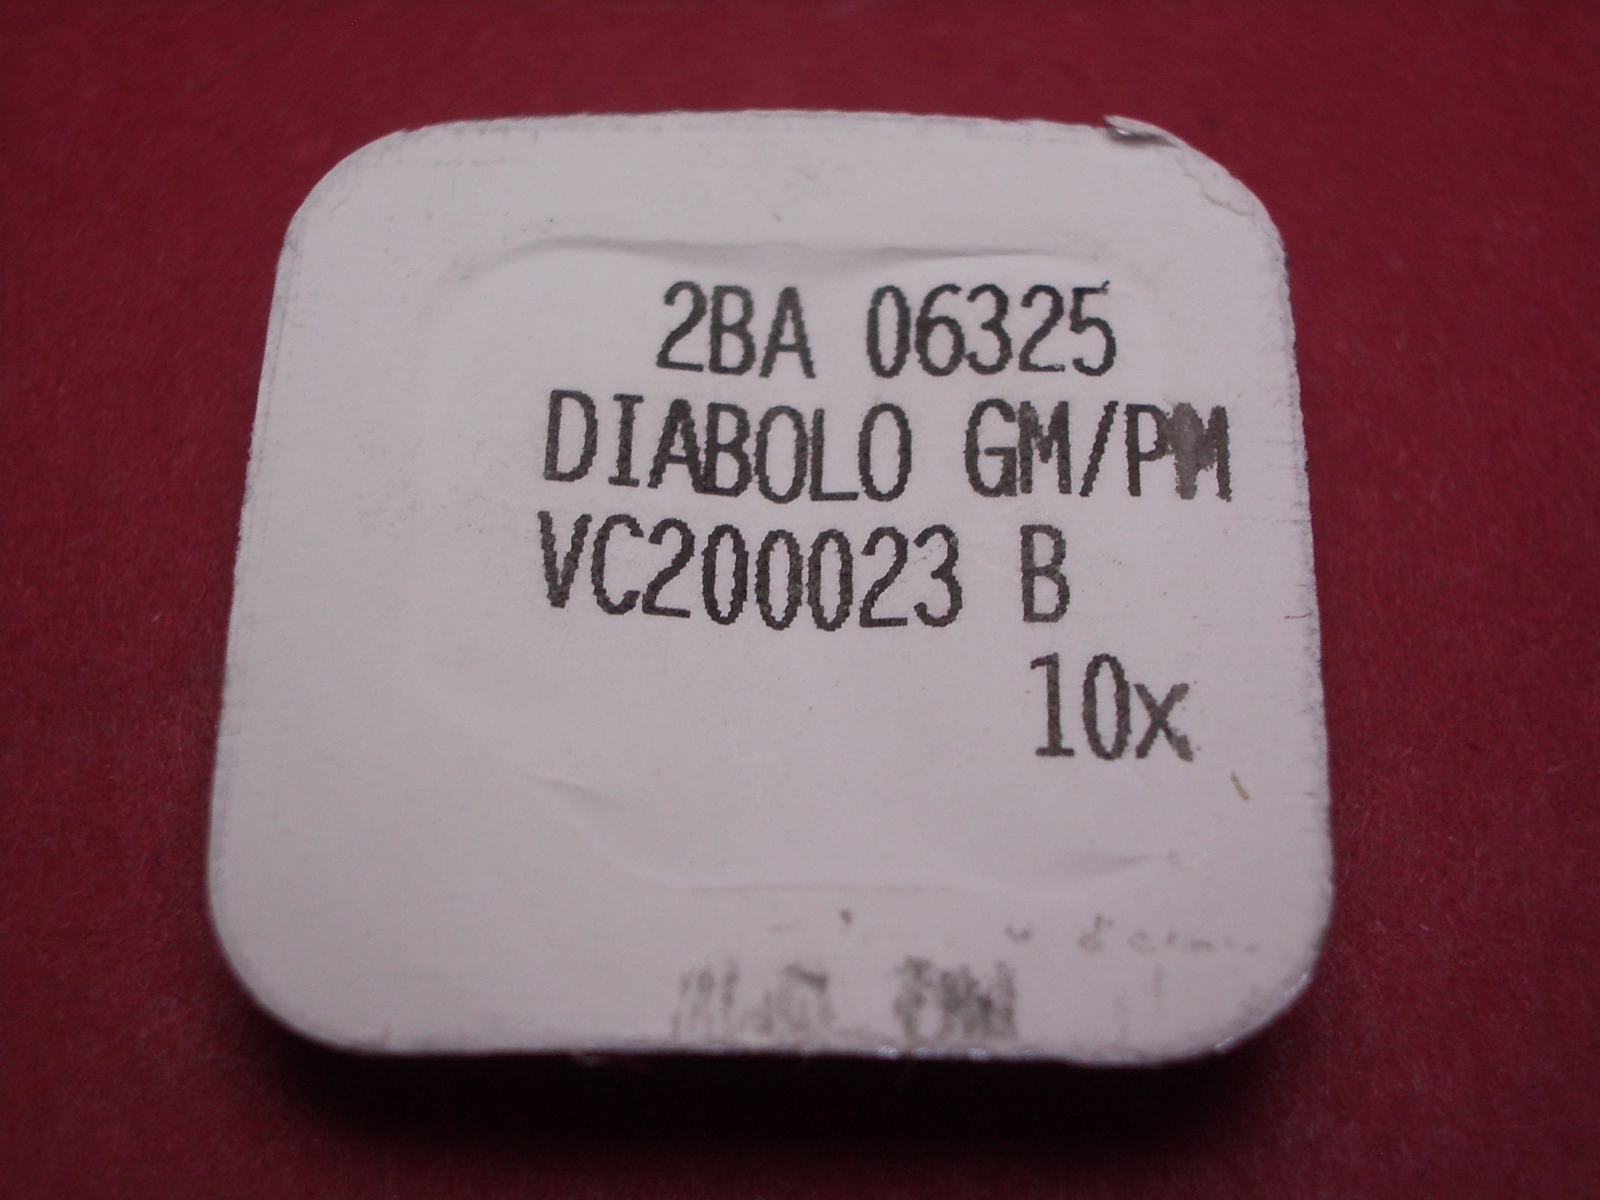 2BA 06325
DIABOLO GM/PM
VC200023 B
10x